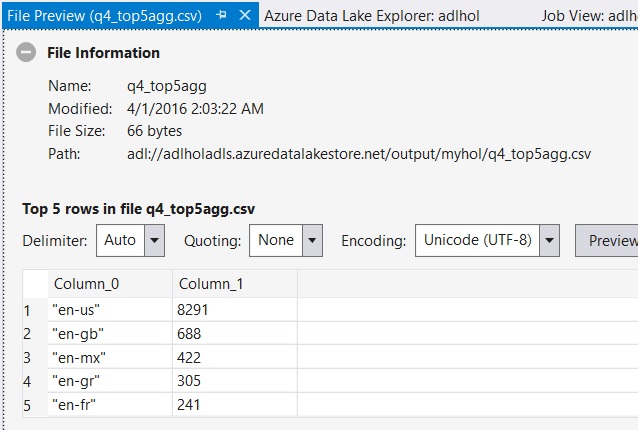 File Preview (q4_top5agg.csv) Azure Data Lake Explorer: adlhol Job View: adlho
File Information
Name: q4_top5agg
Modified: 4/1/2016 2:03:22 AM
File Size: 66 bytes
Path: adl://adlholadls.azuredatalakestore.net/output/myhol/q4_top5agg.csv
Top 5 rows in file q4_top5agg.csv
Delimiter: Auto Quoting: None Encoding: Unicode (UTF-8) Preview
Column_0 Column_1
1 "en-us" 8291
2 "en-gb" 688
3 "en-mx" 422
4 "en-gr" 305
5 "en-fr" 241